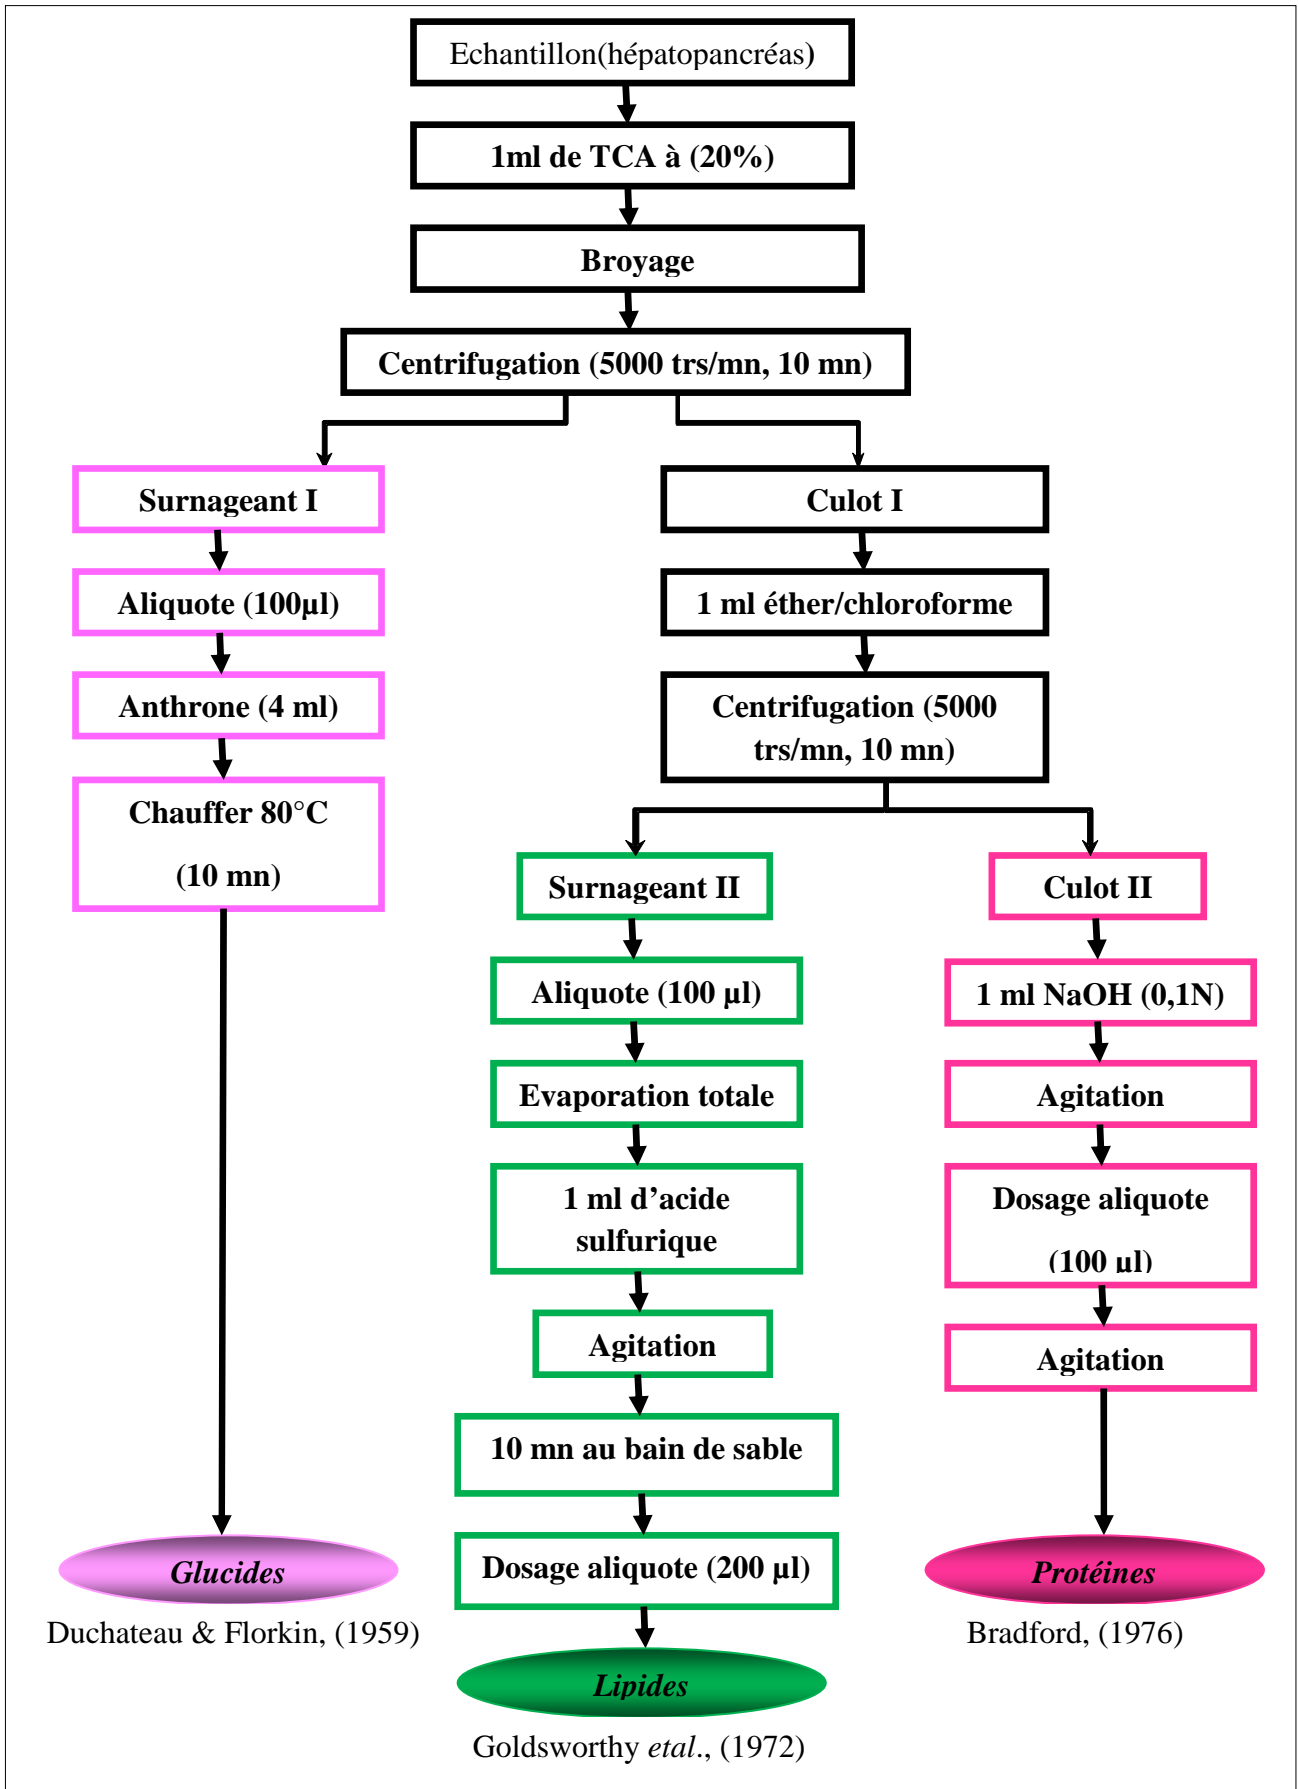 Echantillon(hépatopancréas)
1ml de TCA à (20%)
Broyage
Centrifugation (5000 trs/mn, 10 mn)
Surnageant I
Aliquote (100µl)
Anthrone (4 ml)
Chauffer 80°C
(10 mn)
Glucides
Duchateau & Florkin, (1959)
Culot I
1 ml éther/chloroforme
Centrifugation (5000
trs/mn, 10 mn)
Surnageant II
Aliquote (100 µl)
Evaporation totale
1 ml d’acide
sulfurique
Agitation
10 mn au bain de sable
Dosage aliquote (200 µl)
Lipides
Goldsworthy etal., (1972)
Culot II
1 ml NaOH (0,1N)
Agitation
Dosage aliquote
(100 µl)
Agitation
Protéines
Bradford, (1976)